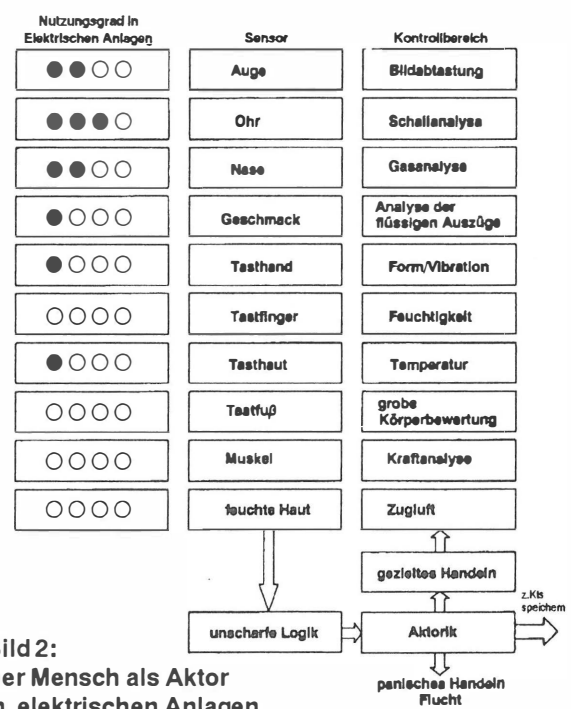 Nutzungsgrad in
Elektrischen Anlagen
Sensor
Kontrollbereich
Auge
Bildabtastung
Ohr
Schallanalyse
Nase
Gasanalyse
Geschmack
Analyse der
flüssigen Auszüge
Tasthand
Form/Vibration
Tastfinger
Feuchtigkeit
Tasthaut
Temperatur
Tastfuß
grobe
Körperbewertung
Muskel
Kraftanalyse
feuchte Haut
Zugluft
gezieltes Handeln
unscharfe Logik
Aktorik
z.Kts
speichern
panisches Handeln
Flucht
ild 2:
er Mensch als Aktor
elektrischen Anlagen